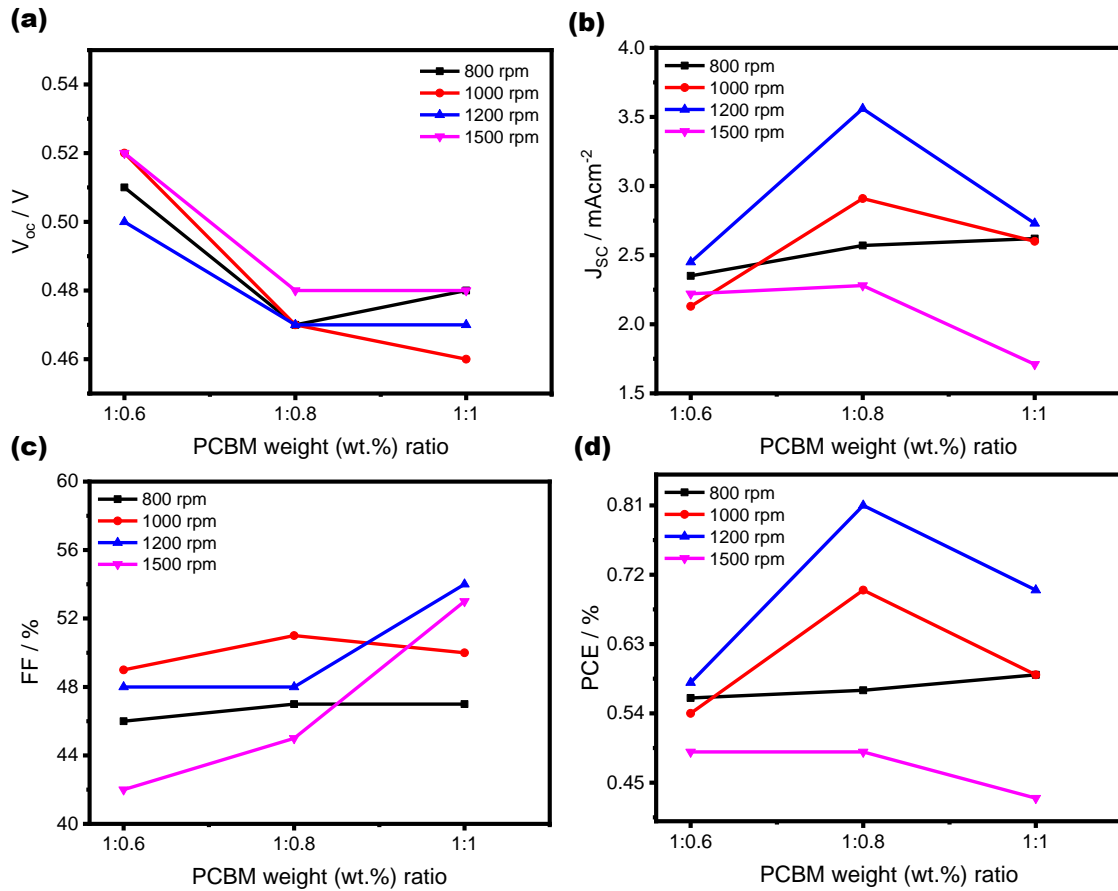 (a)
0.54
0.52
0.50
0.48
0.46
V_oc / V
800 rpm
1000 rpm
1200 rpm
1500 rpm
1:0.6
1:0.8
1:1
PCBM weight (wt.%) ratio
(b)
4.0
3.5
3.0
2.5
2.0
1.5
J_SC / mAcm⁻²
800 rpm
1000 rpm
1200 rpm
1500 rpm
1:0.6
1:0.8
1:1
PCBM weight (wt.%) ratio
(c)
60
56
52
48
44
40
FF / %
800 rpm
1000 rpm
1200 rpm
1500 rpm
1:0.6
1:0.8
1:1
PCBM weight (wt.%) ratio
(d)
0.81
0.72
0.63
0.54
0.45
PCE / %
800 rpm
1000 rpm
1200 rpm
1500 rpm
1:0.6
1:0.8
1:1
PCBM weight (wt.%) ratio